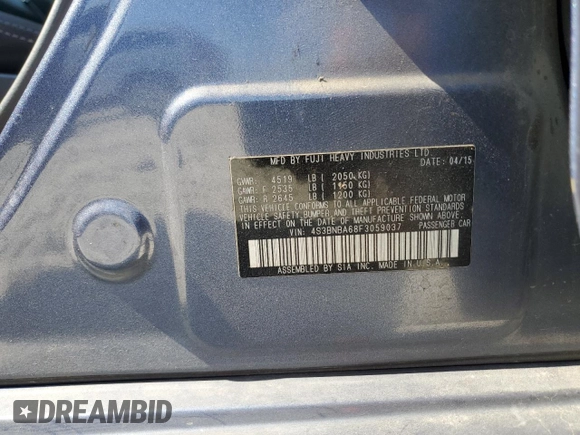 MFD BY FUJI HEAVY INDUSTRIES LTD.
DATE: 04/15
GVWR: 4519 LB ( 2050 KG)
GAWR: F 2535 LB ( 1150 KG)
GAWR: R 2645 LB ( 1200 KG)
THIS VEHICLE CONFORMS TO ALL APPLICABLE FEDERAL MOTOR
VEHICLE SAFETY, BUMPER, AND THEFT PREVENTION STANDARDS
IN EFFECT ON THE DATE OF MANUFACTURE SHOWN ABOVE.
VIN: 4S3BNBA68F3059037 PASSENGER CAR
ASSEMBLED BY SIA INC. MADE IN U.S.A.
DREAMBID